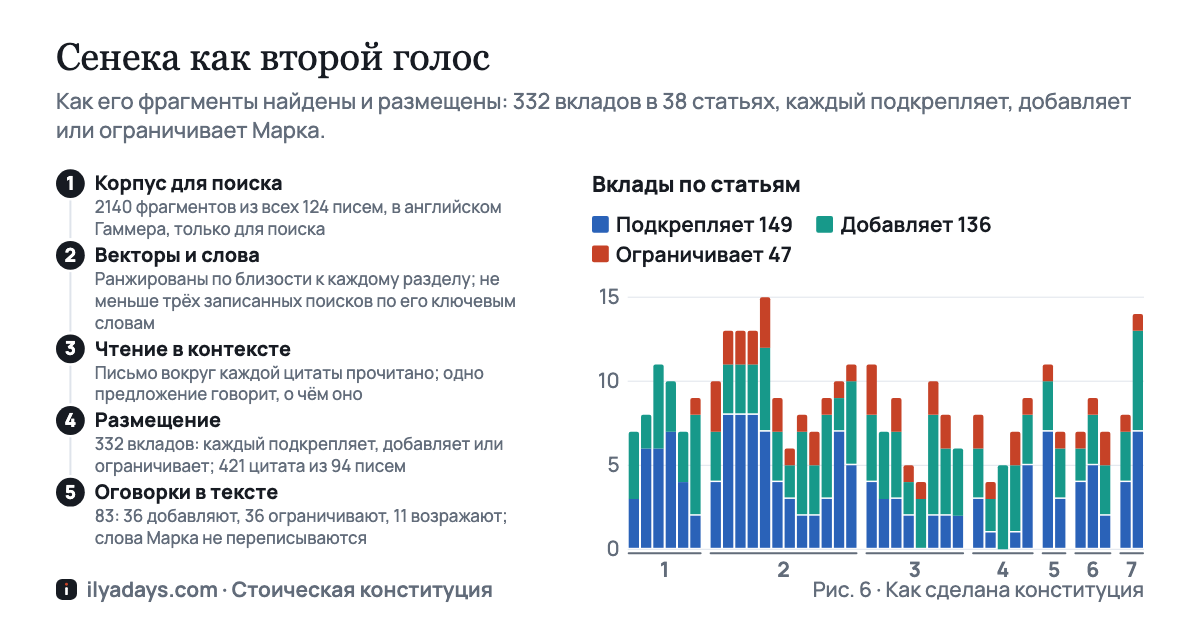 Сенека как второй голос
Как его фрагменты найдены и размещены: 332 вкладов в 38 статьях, каждый подкрепляет, добавляет
или ограничивает Марка.
1 Корпус для поиска
2140 фрагментов из всех 124 писем, в английском
Гаммера, только для поиска
2 Векторы и слова
Ранжированы по близости к каждому разделу; не
меньше трёх записанных поисков по его ключевым
словам
3 Чтение в контексте
Письмо вокруг каждой цитаты прочитано; одно
предложение говорит, о чём оно
4 Размещение
332 вкладов: каждый подкрепляет, добавляет или
ограничивает; 421 цитата из 94 писем
5 Оговорки в тексте
83: 36 добавляют, 36 ограничивают, 11 возражают;
слова Марка не переписываются
Вклады по статьям
Подкрепляет 149 Добавляет 136
Ограничивает 47
15
10
5
0
1 2 3 4 5 6 7
i ilyadays.com · Стоическая конституция
Рис. 6 · Как сделана конституция